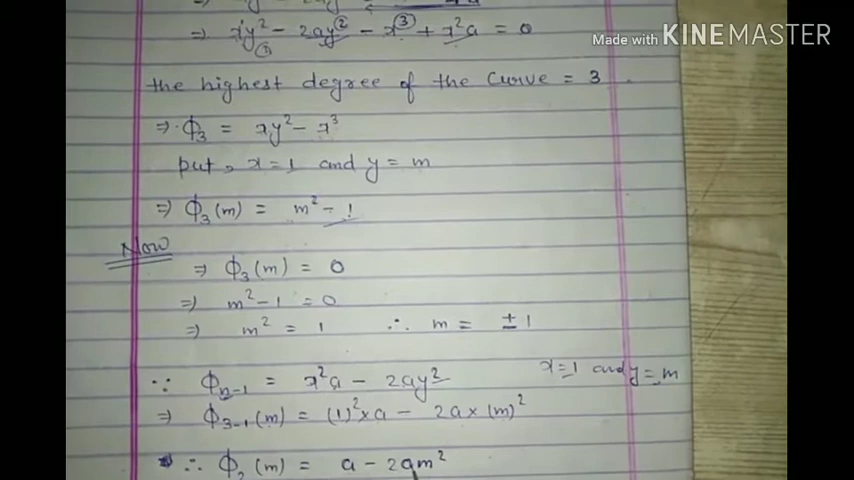 ⇒ xy² - 2ay² - x³ + x²a = 0
③
Made with KINEMASTER
the highest degree of the curve = 3
⇒ ϕ₃ = xy² - x³
put, x = 1 and y = m
⇒ ϕ₃(m) = m² - 1
Now
⇒ ϕ₃(m) = 0
⇒ m² - 1 = 0
⇒ m² = 1 ∴ m = ±1
∵ ϕₙ₋₁ = x²a - 2ay² x=1 and y=m
⇒ ϕ₃₋₁(m) = (1)²×a - 2a×(m)²
∴ ϕ₂(m) = a - 2am²